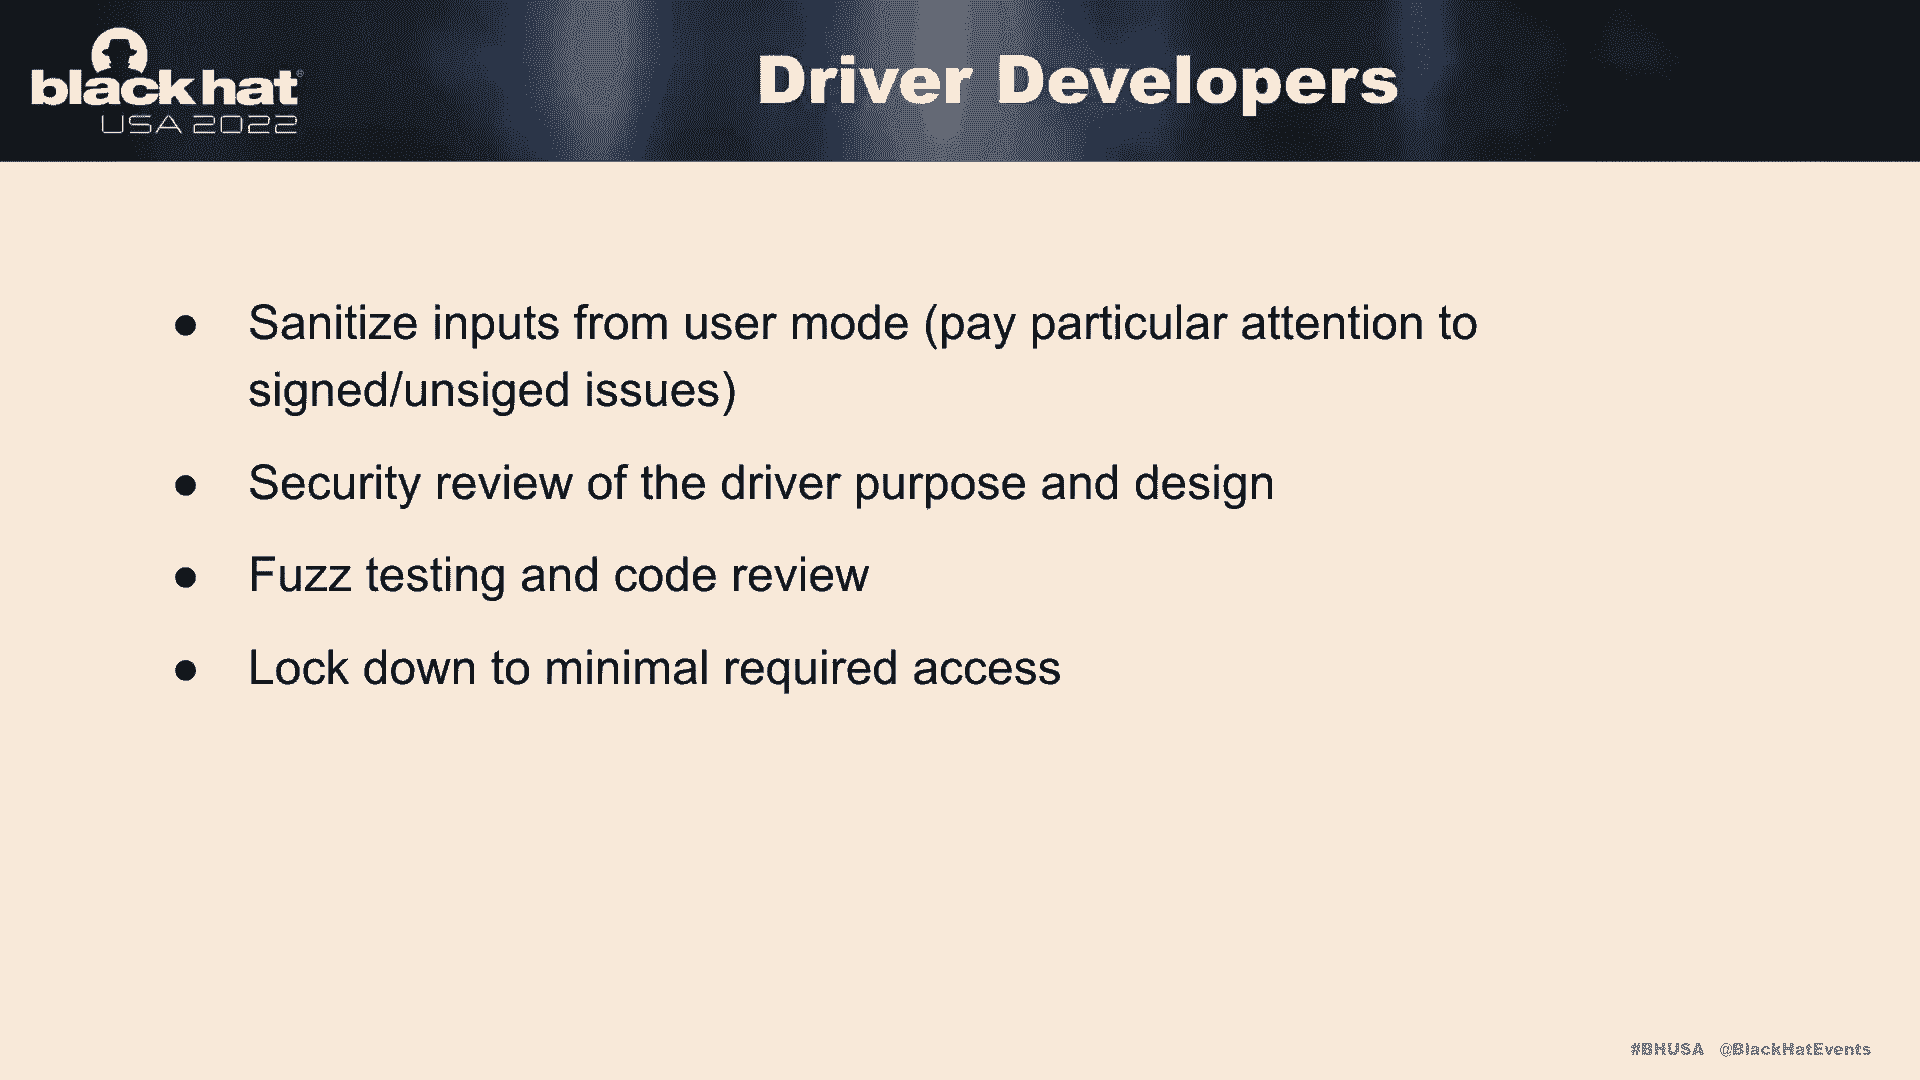 black hat®
USA 2022
Driver Developers
● Sanitize inputs from user mode (pay particular attention to
signed/unsiged issues)
● Security review of the driver purpose and design
● Fuzz testing and code review
● Lock down to minimal required access
#BHUSA @BlackHatEvents